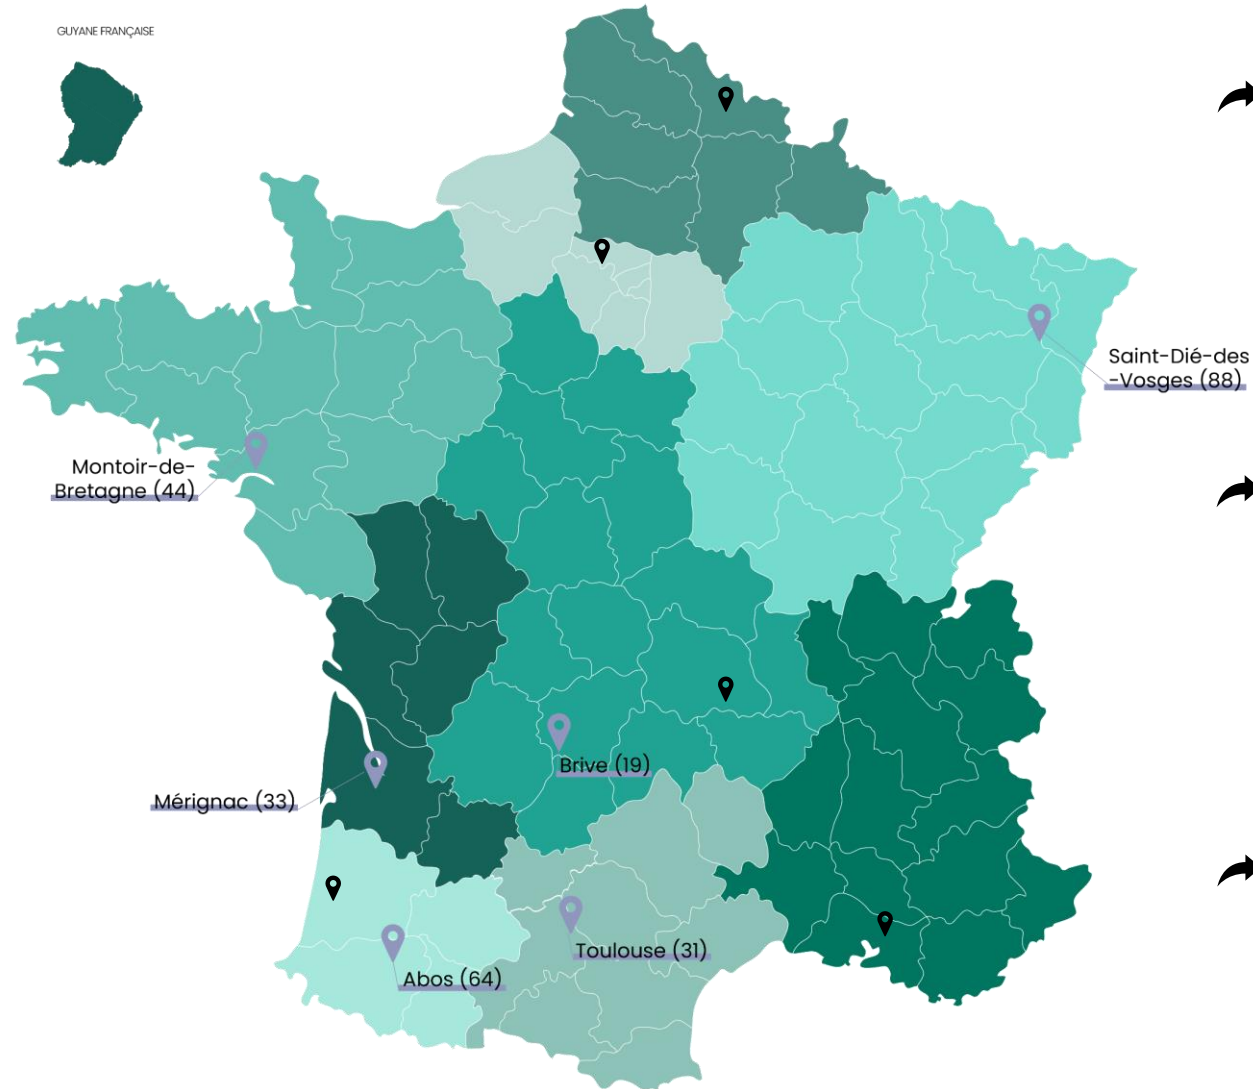 GUYANE FRANÇAISE
Saint-Dié-des
-Vosges (88)
Montoir-de-
Bretagne (44)
Brive (19)
Mérignac (33)
Toulouse (31)
Abos (64)